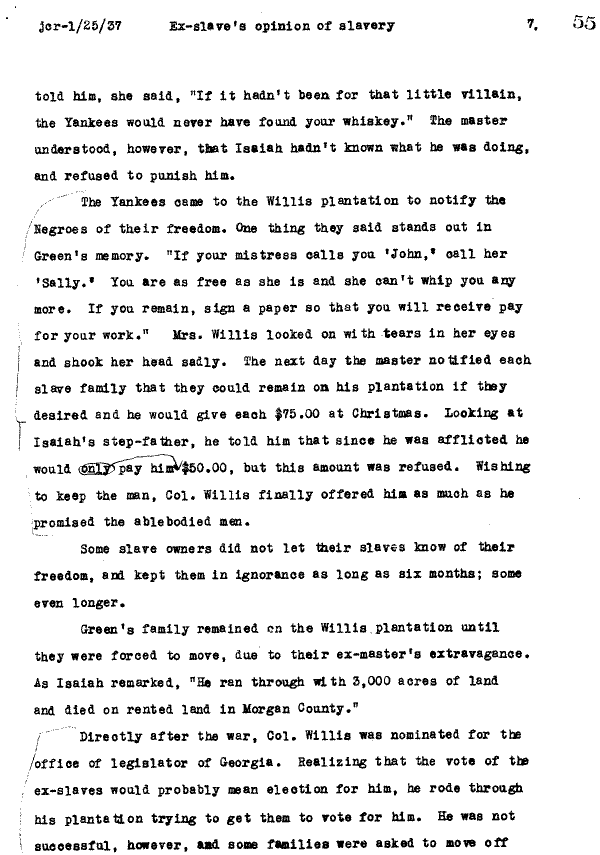 jcr-1/25/37 Ex-slave's opinion of slavery 7. 55
told him, she said, "If it hadn't been for that little villain,
the Yankees would never have found your whiskey." The master
understood, however, that Isaiah hadn't known what he was doing,
and refused to punish him.
The Yankees came to the Willis plantation to notify the
Negroes of their freedom. One thing they said stands out in
Green's memory. "If your mistress calls you 'John,' call her
'Sally.' You are as free as she is and she can't whip you any
more. If you remain, sign a paper so that you will receive pay
for your work." Mrs. Willis looked on with tears in her eyes
and shook her head sadly. The next day the master notified each
slave family that they could remain on his plantation if they
desired and he would give each $75.00 at Christmas. Looking at
Isaiah's step-father, he told him that since he was afflicted he
would only pay him $50.00, but this amount was refused. Wishing
to keep the man, Col. Willis finally offered him as much as he
promised the ablebodied men.
Some slave owners did not let their slaves know of their
freedom, and kept them in ignorance as long as six months; some
even longer.
Green's family remained on the Willis plantation until
they were forced to move, due to their ex-master's extravagance.
As Isaiah remarked, "He ran through with 3,000 acres of land
and died on rented land in Morgan County."
Directly after the war, Col. Willis was nominated for the
office of legislator of Georgia. Realizing that the vote of the
ex-slaves would probably mean election for him, he rode through
his plantation trying to get them to vote for him. He was not
successful, however, and some families were asked to move off